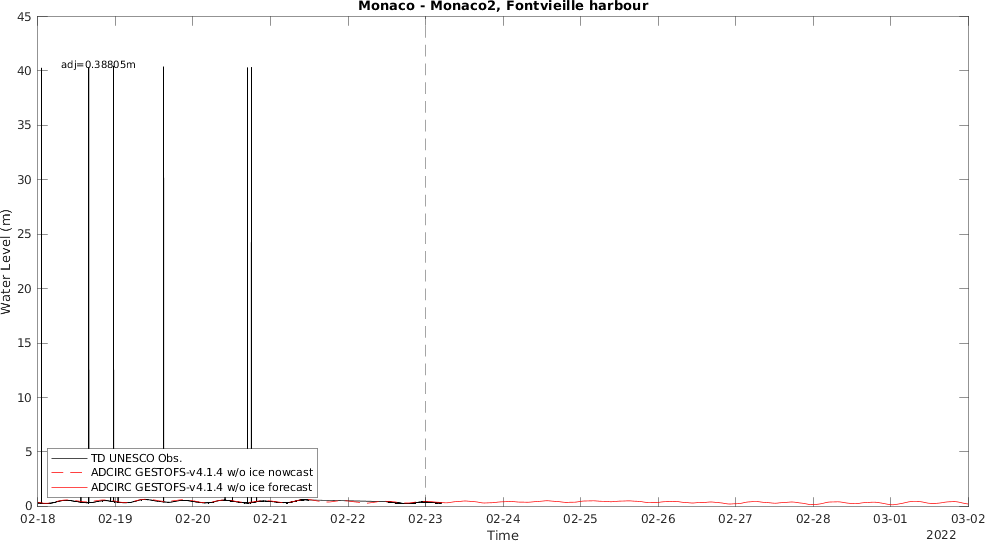 Monaco - Monaco2, Fontvieille harbour
45
40
35
30
25
20
15
10
5
0
Water Level (m)
adj=0.38805m
TD UNESCO Obs.
ADCIRC GESTOFS-v4.1.4 w/o ice nowcast
ADCIRC GESTOFS-v4.1.4 w/o ice forecast
02-18 02-19 02-20 02-21 02-22 02-23 02-24 02-25 02-26 02-27 02-28 03-01 03-02
Time
2022